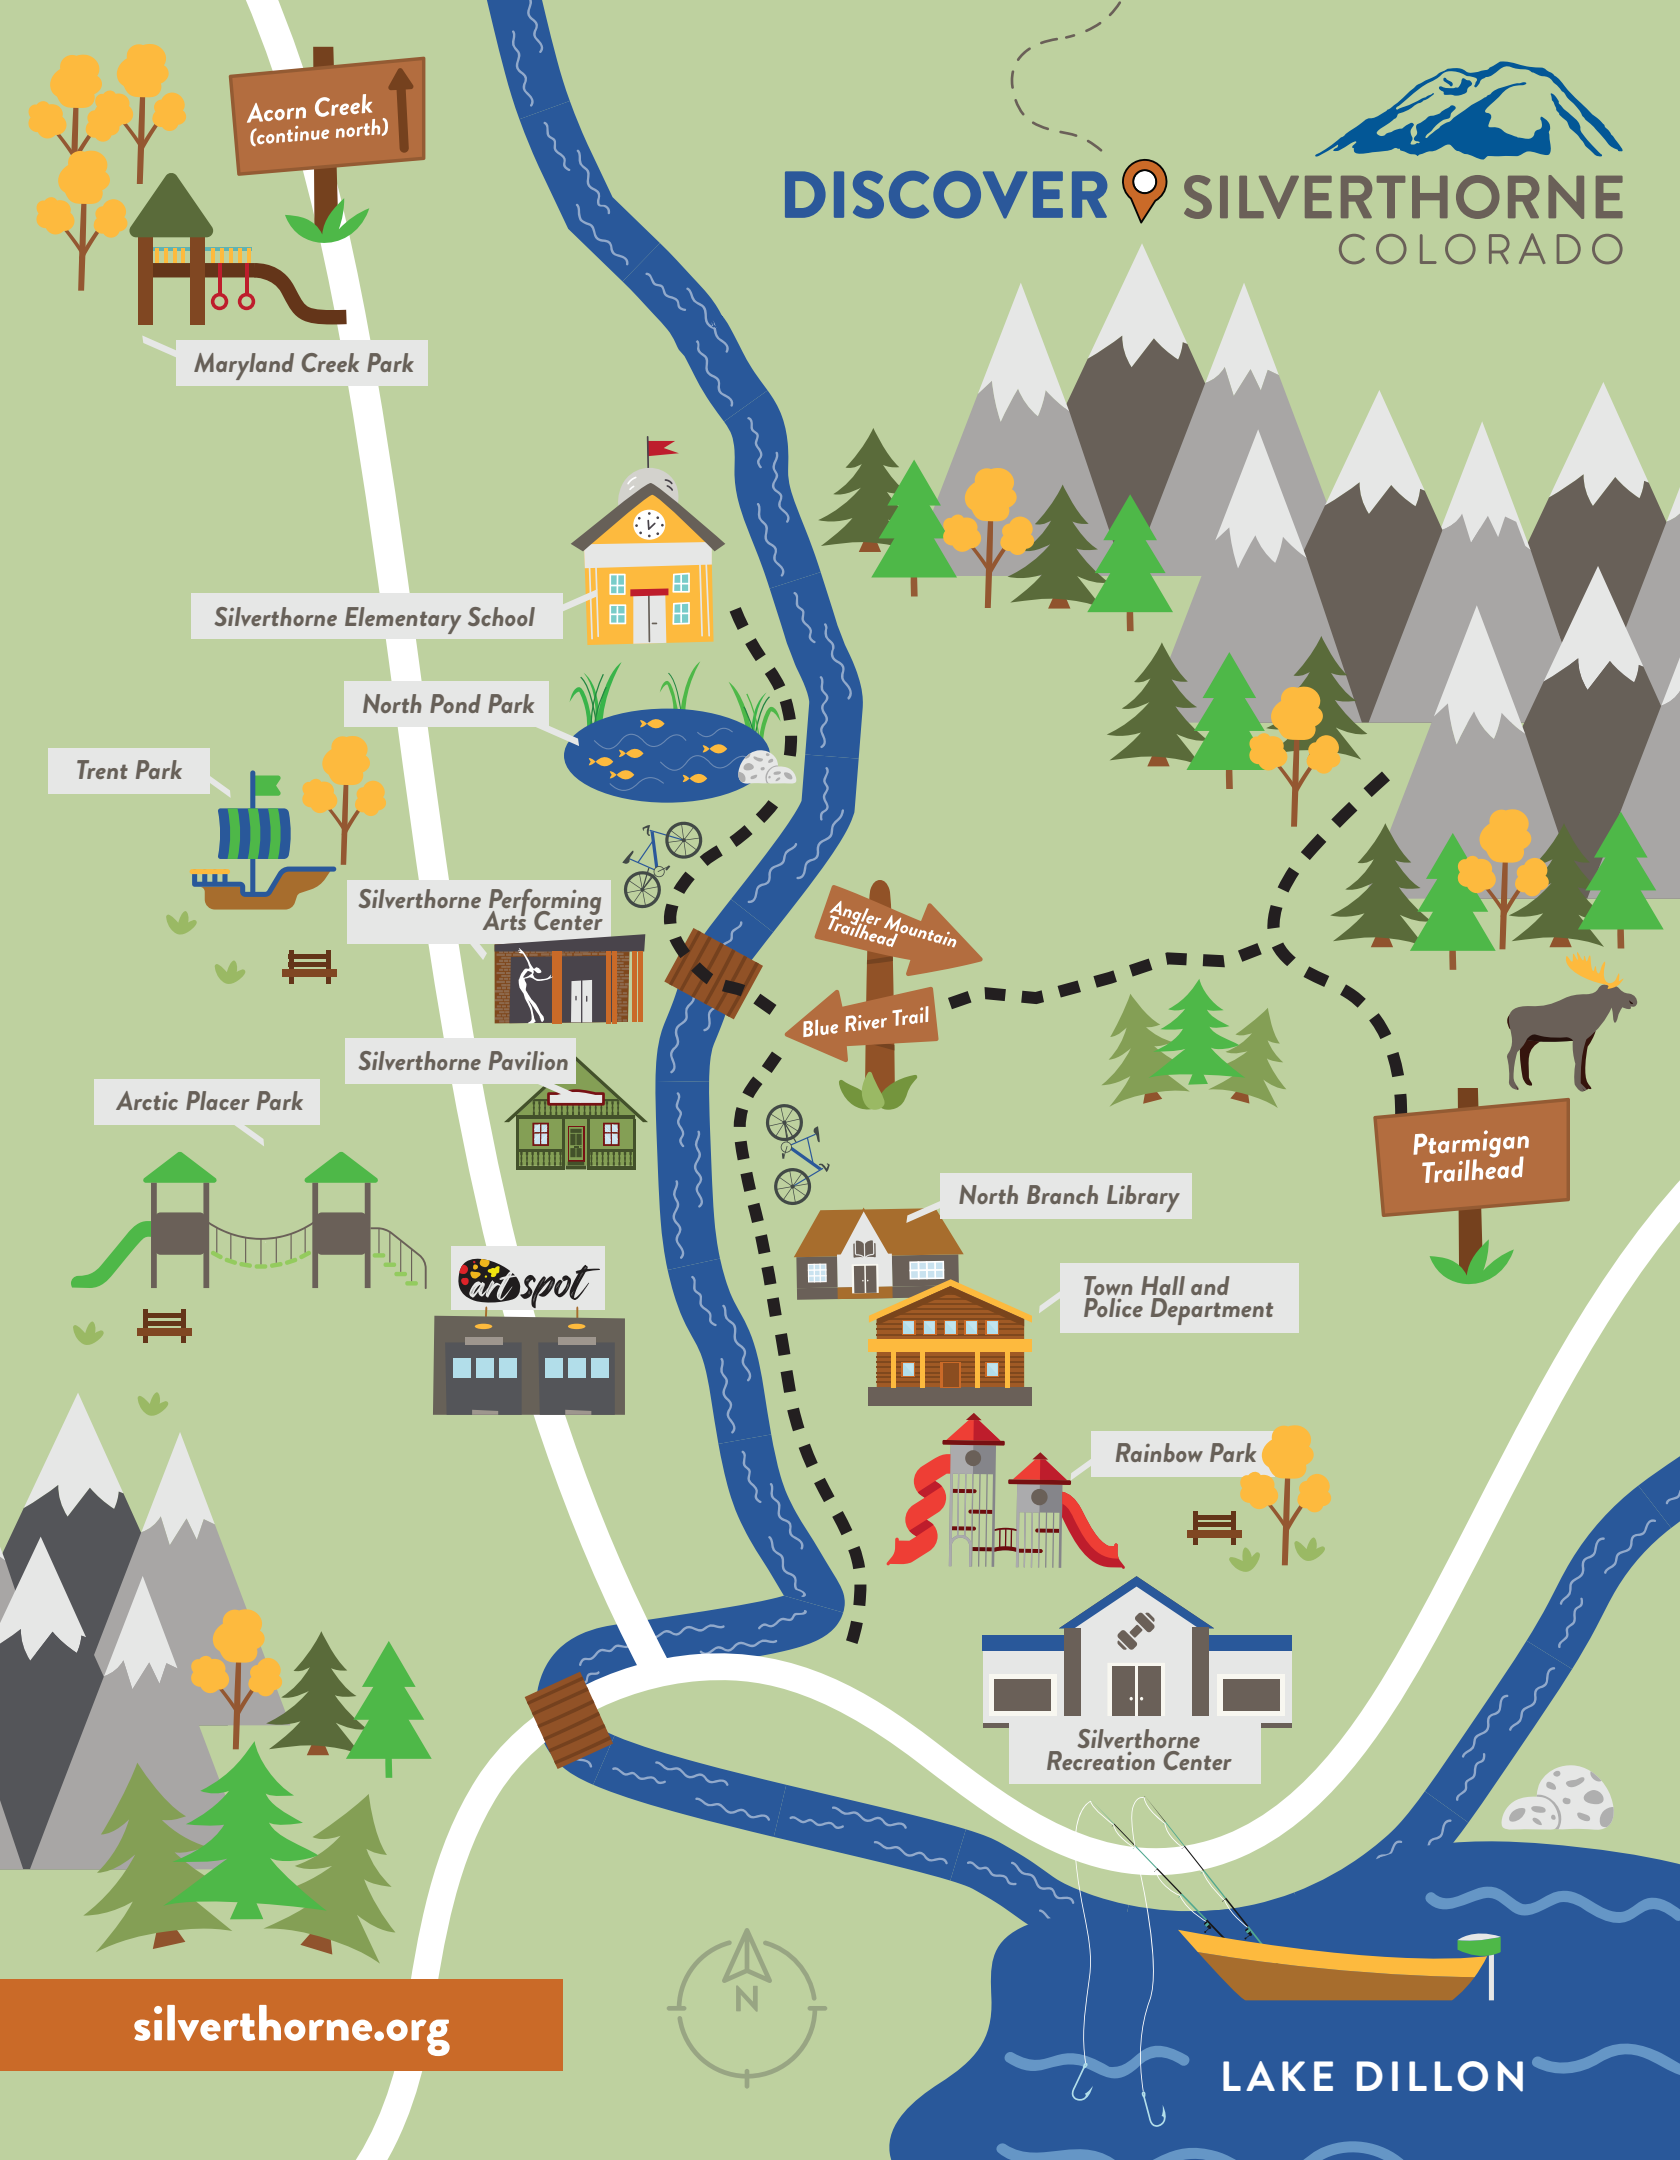 Acorn Creek
(continue north)
DISCOVER SILVERTHORNE
COLORADO
Maryland Creek Park
Silverthorne Elementary School
North Pond Park
Trent Park
Silverthorne Performing
Arts Center
Angler Mountain
Trailhead
Blue River Trail
Silverthorne Pavilion
Arctic Placer Park
Ptarmigan
Trailhead
North Branch Library
art spot
Town Hall and
Police Department
Rainbow Park
Silverthorne
Recreation Center
N
silverthorne.org
LAKE DILLON